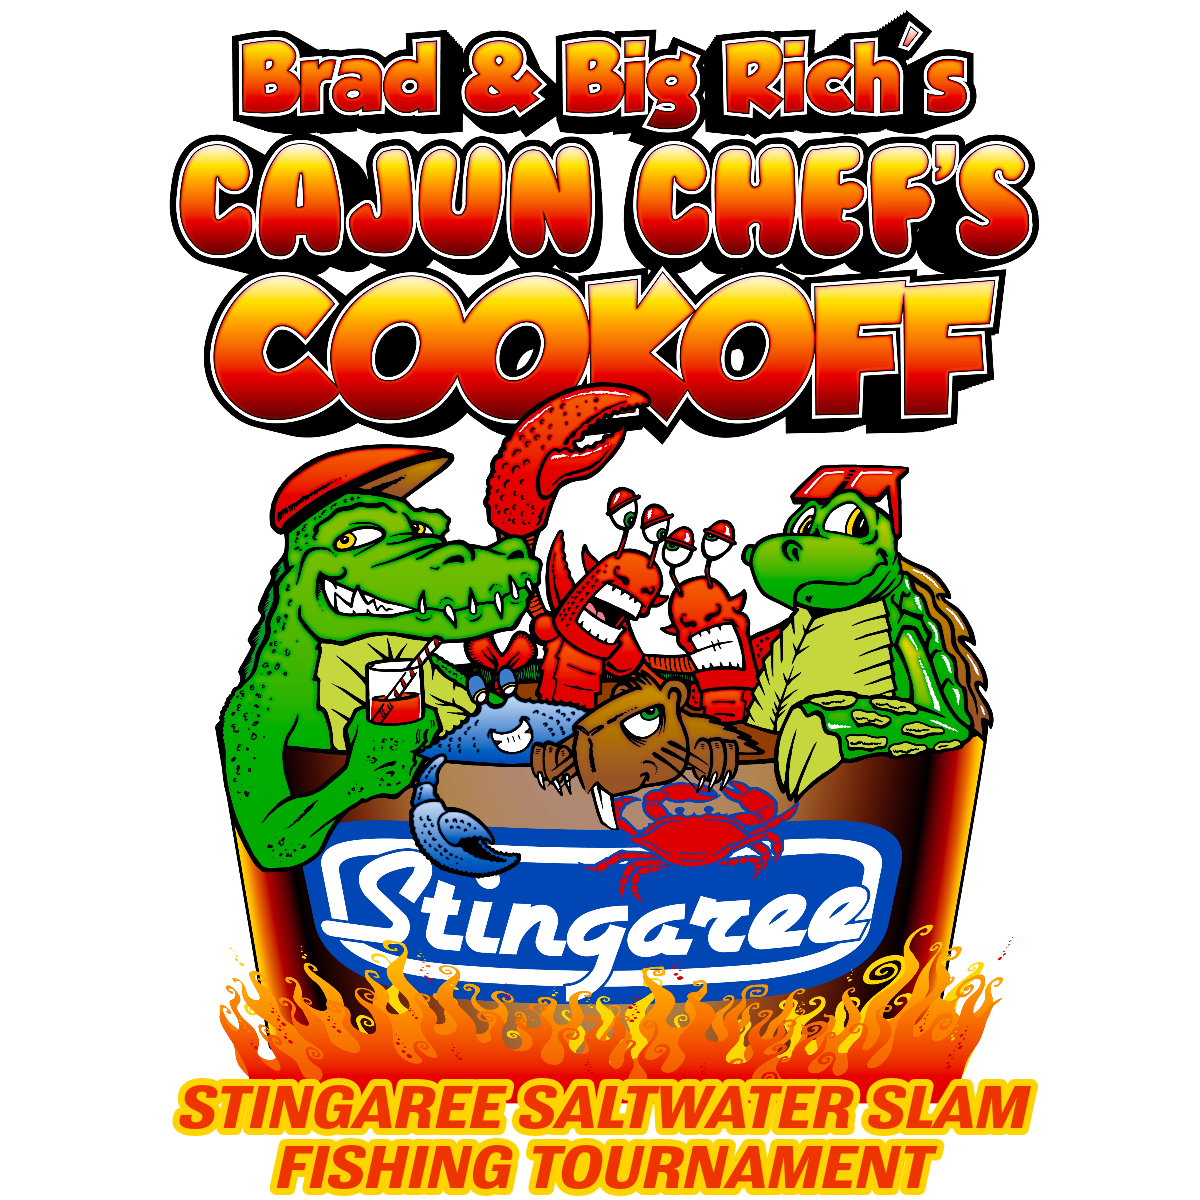 Brad & Big Rich's
CAJUN CHEF'S
COOKOFF
Stingaree
STINGAREE SALTWATER SLAM
FISHING TOURNAMENT